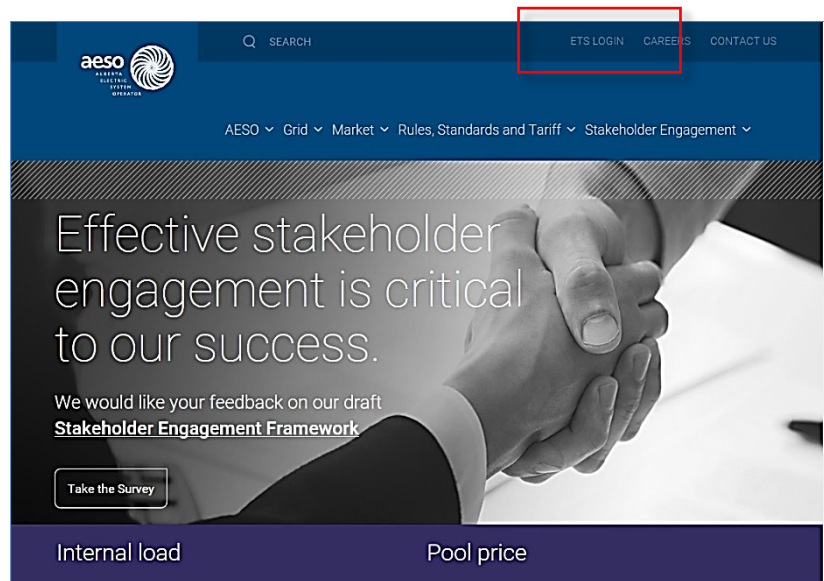 SEARCH
ETS LOGIN CAREERS CONTACT US
aeso
ALBERTA
ELECTRIC
SYSTEM
OPERATOR
AESO Grid Market Rules, Standards and Tariff Stakeholder Engagement
Effective stakeholder
engagement is critical
to our success.
We would like your feedback on our draft
Stakeholder Engagement Framework
Take the Survey
Internal load Pool price